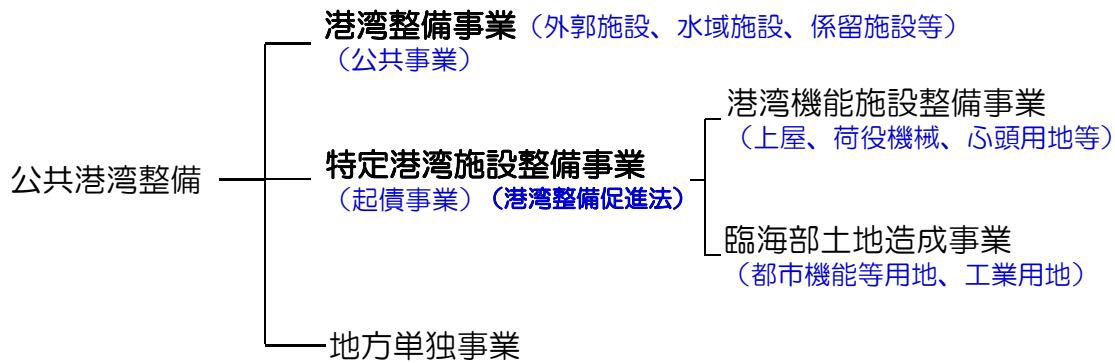 港湾整備事業（外郭施設、水域施設、係留施設等）
（公共事業）
港湾機能施設整備事業
（上屋、荷役機械、ふ頭用地等）
公共港湾整備
特定港湾施設整備事業
（起債事業）（港湾整備促進法）
臨海部土地造成事業
（都市機能等用地、工業用地）
地方単独事業